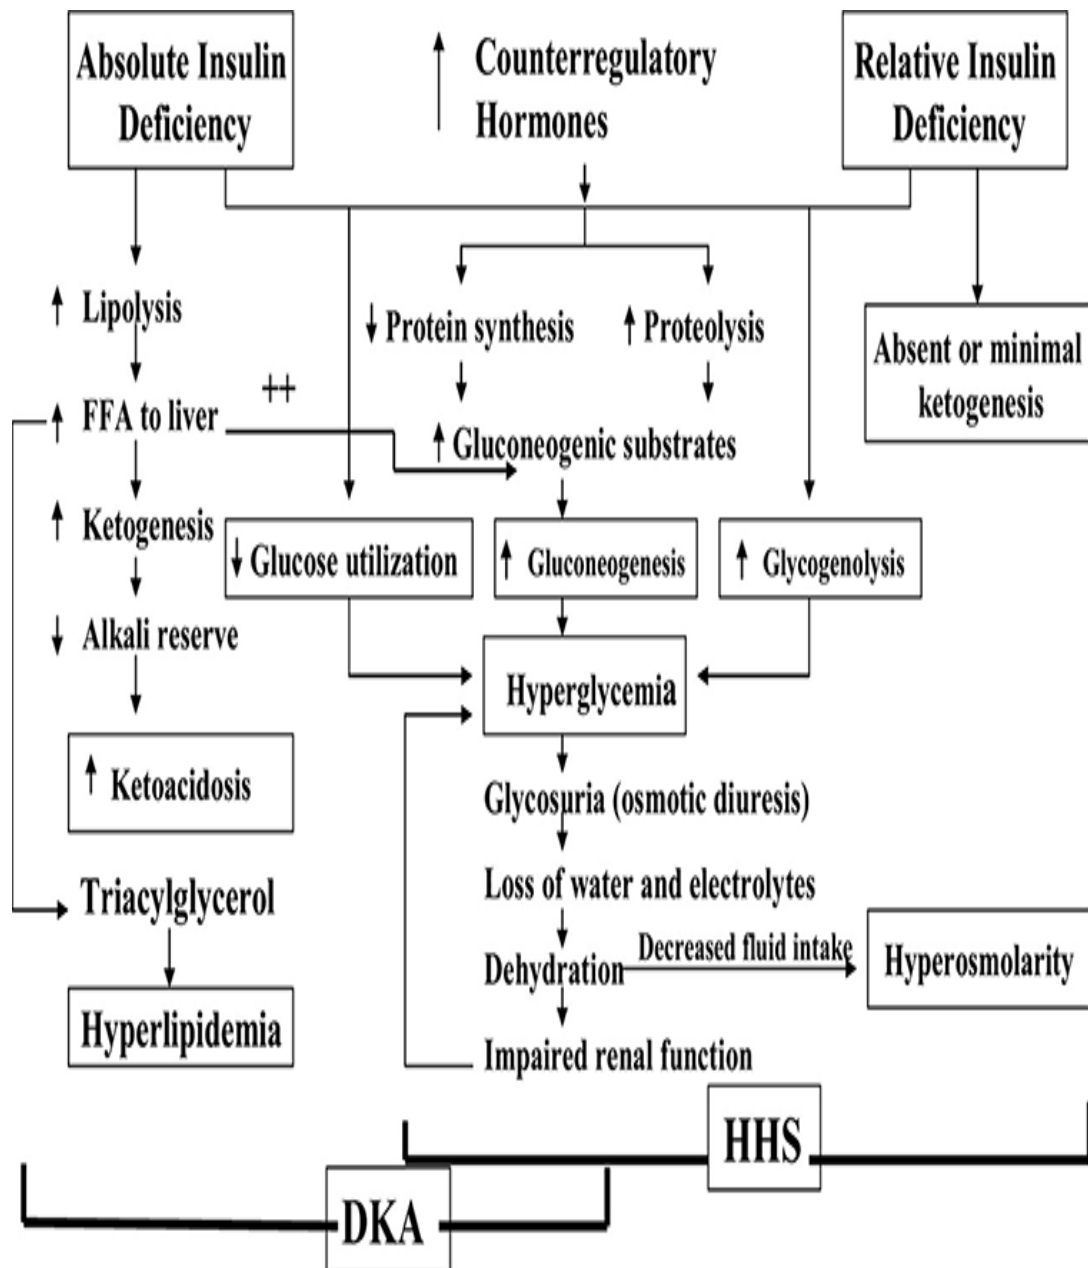 Absolute Insulin
Deficiency
↑ Counterregulatory
Hormones
Relative Insulin
Deficiency
↑ Lipolysis
↓ Protein synthesis
↑ Proteolysis
Absent or minimal
ketogenesis
++
↑ FFA to liver
↑ Gluconeogenic substrates
↑ Ketogenesis
↓ Glucose utilization
↑ Gluconeogenesis
↑ Glycogenolysis
↓ Alkali reserve
Hyperglycemia
↑ Ketoacidosis
Glycosuria (osmotic diuresis)
Triacylglycerol
Loss of water and electrolytes
Dehydration
Decreased fluid intake
Hyperosmolarity
Hyperlipidemia
Impaired renal function
HHS
DKA